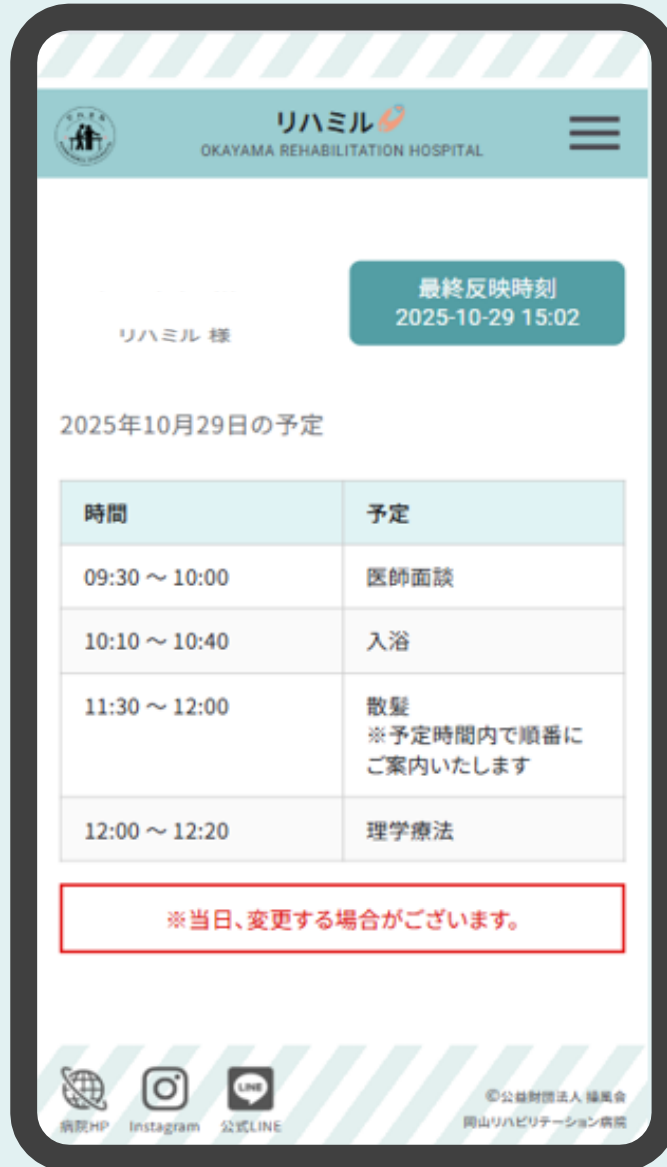 リハミル
OKAYAMA REHABILITATION HOSPITAL
最終反映時刻
2025-10-29 15:02
リハミル 様
2025年10月29日の予定
時間 予定
09:30 ～ 10:00 医師面談
10:10 ～ 10:40 入浴
11:30 ～ 12:00 散髪
※予定時間内で順番に
ご案内いたします
12:00 ～ 12:20 理学療法
※当日、変更する場合がございます。
LINE
病院HP Instagram 公式LINE
©公益財団法人 操風会
岡山リハビリテーション病院